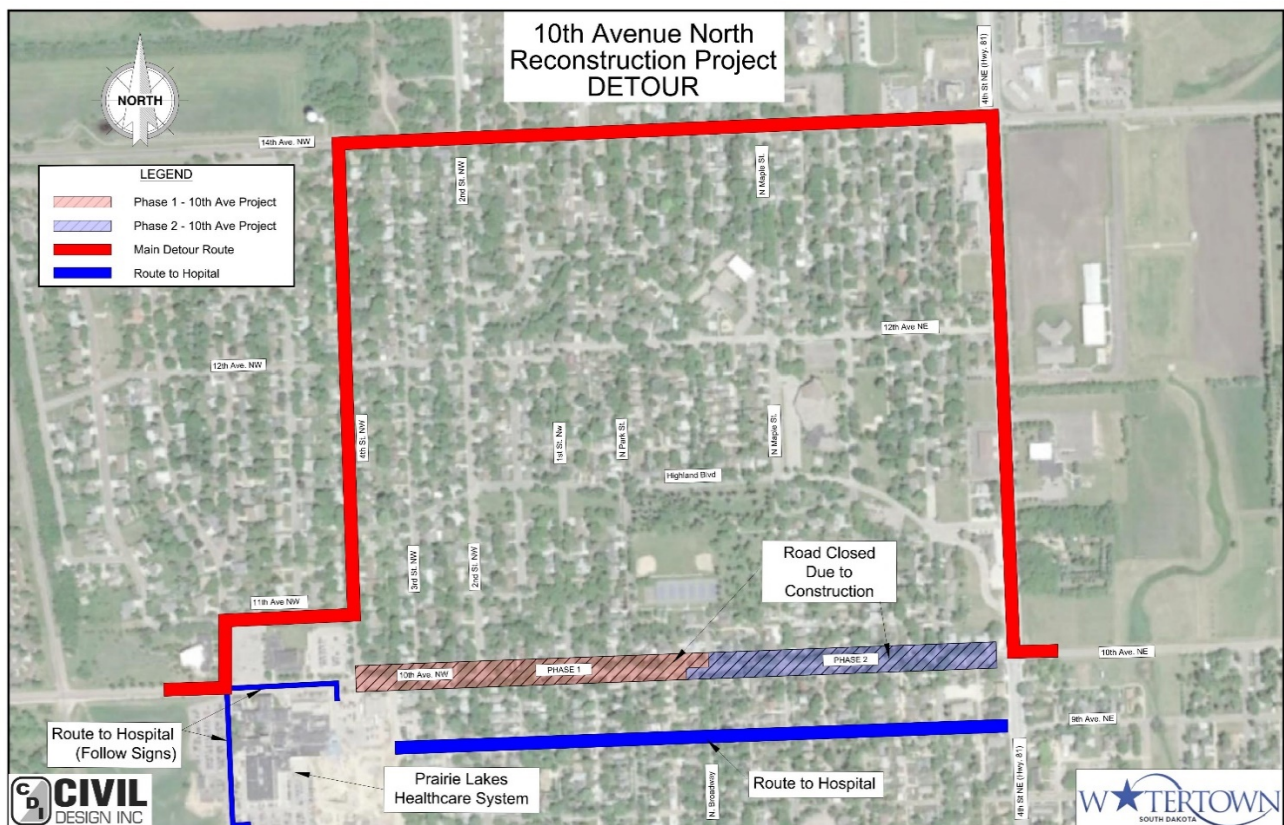 10th Avenue North
Reconstruction Project
DETOUR
NORTH
4th St NE (Hwy. 81)
14th Ave. NW
2nd St. NW
N Maple St.
LEGEND
Phase 1 - 10th Ave Project
Phase 2 - 10th Ave Project
Main Detour Route
Route to Hopital
12th Ave NE
12th Ave. NW
4th St. NW
1st St. Nw
N Park St.
N Maple St.
Highland Blvd
3rd St. NW
2nd St. NW
Road Closed
Due to
Construction
11th Ave NW
10th Ave. NW
PHASE 1
PHASE 2
10th Ave. NE
Route to Hospital
(Follow Signs)
9th Ave. NE
Prairie Lakes
Healthcare System
N. Broadway
Route to Hospital
4th St NE (Hwy. 81)
CDI CIVIL
DESIGN INC
WATERTOWN
SOUTH DAKOTA